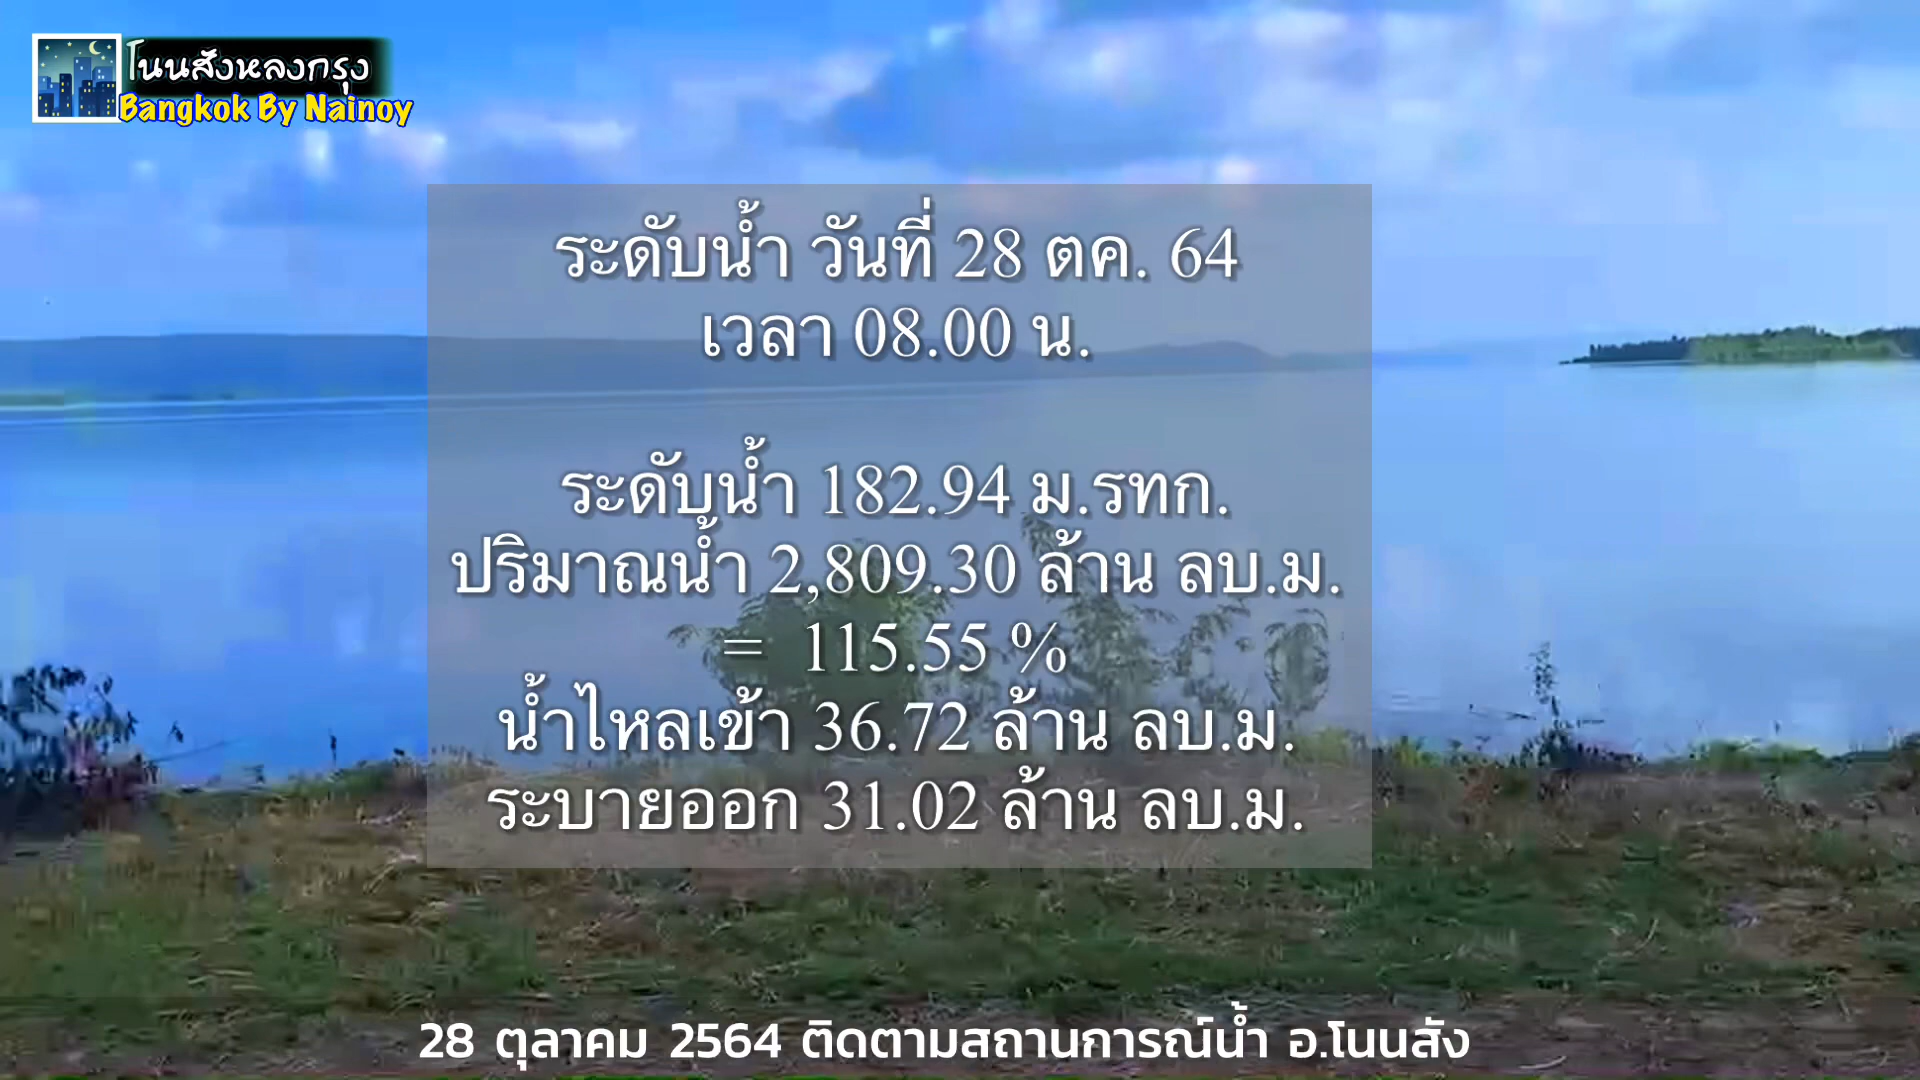 โนนสังหลงกรุง
Bangkok By Nainoy
ระดับน้ำ วันที่ 28 ตค. 64
เวลา 08.00 น.
ระดับน้ำ 182.94 ม.รทก.
ปริมาณน้ำ 2,809.30 ล้าน ลบ.ม.
= 115.55 %
น้ำไหลเข้า 36.72 ล้าน ลบ.ม.
ระบายออก 31.02 ล้าน ลบ.ม.
28 ตุลาคม 2564 ติดตามสถานการณ์น้ำ อ.โนนสัง